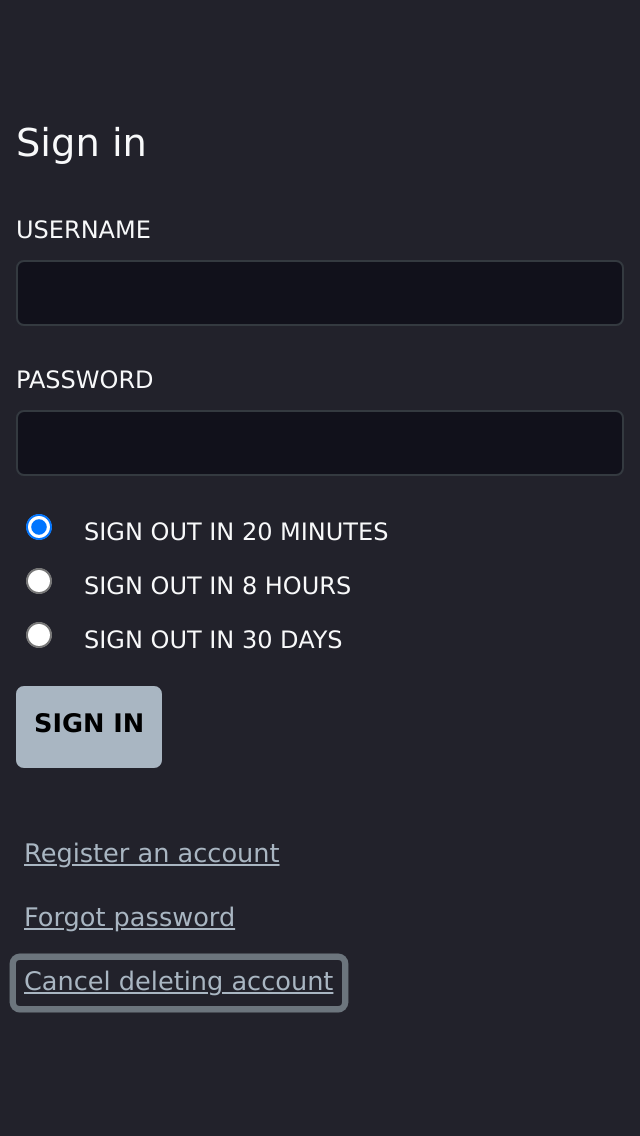 Sign in
USERNAME
PASSWORD
SIGN OUT IN 20 MINUTES
SIGN OUT IN 8 HOURS
SIGN OUT IN 30 DAYS
SIGN IN
Register an account
Forgot password
Cancel deleting account